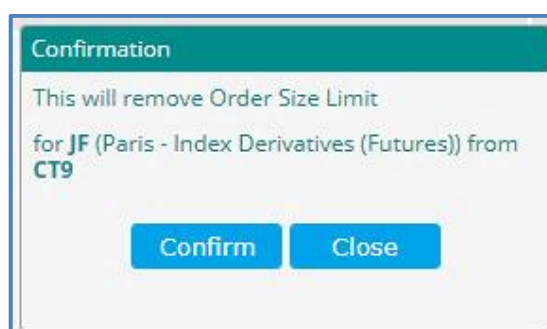 Confirmation
This will remove Order Size Limit
for JF (Paris - Index Derivatives (Futures)) from
CT9
Confirm Close